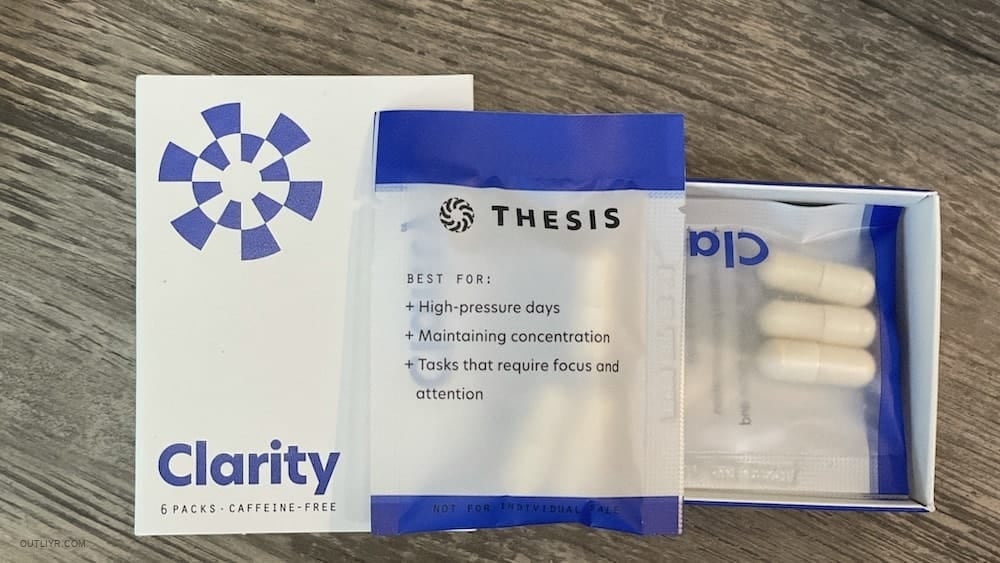 Clarity
6 PACKS · CAFFEINE-FREE
THESIS
BEST FOR:
+ High-pressure days
+ Maintaining concentration
+ Tasks that require focus and
attention
NOT FOR INDIVIDUAL SALE
Cla
OUTLIYR.COM